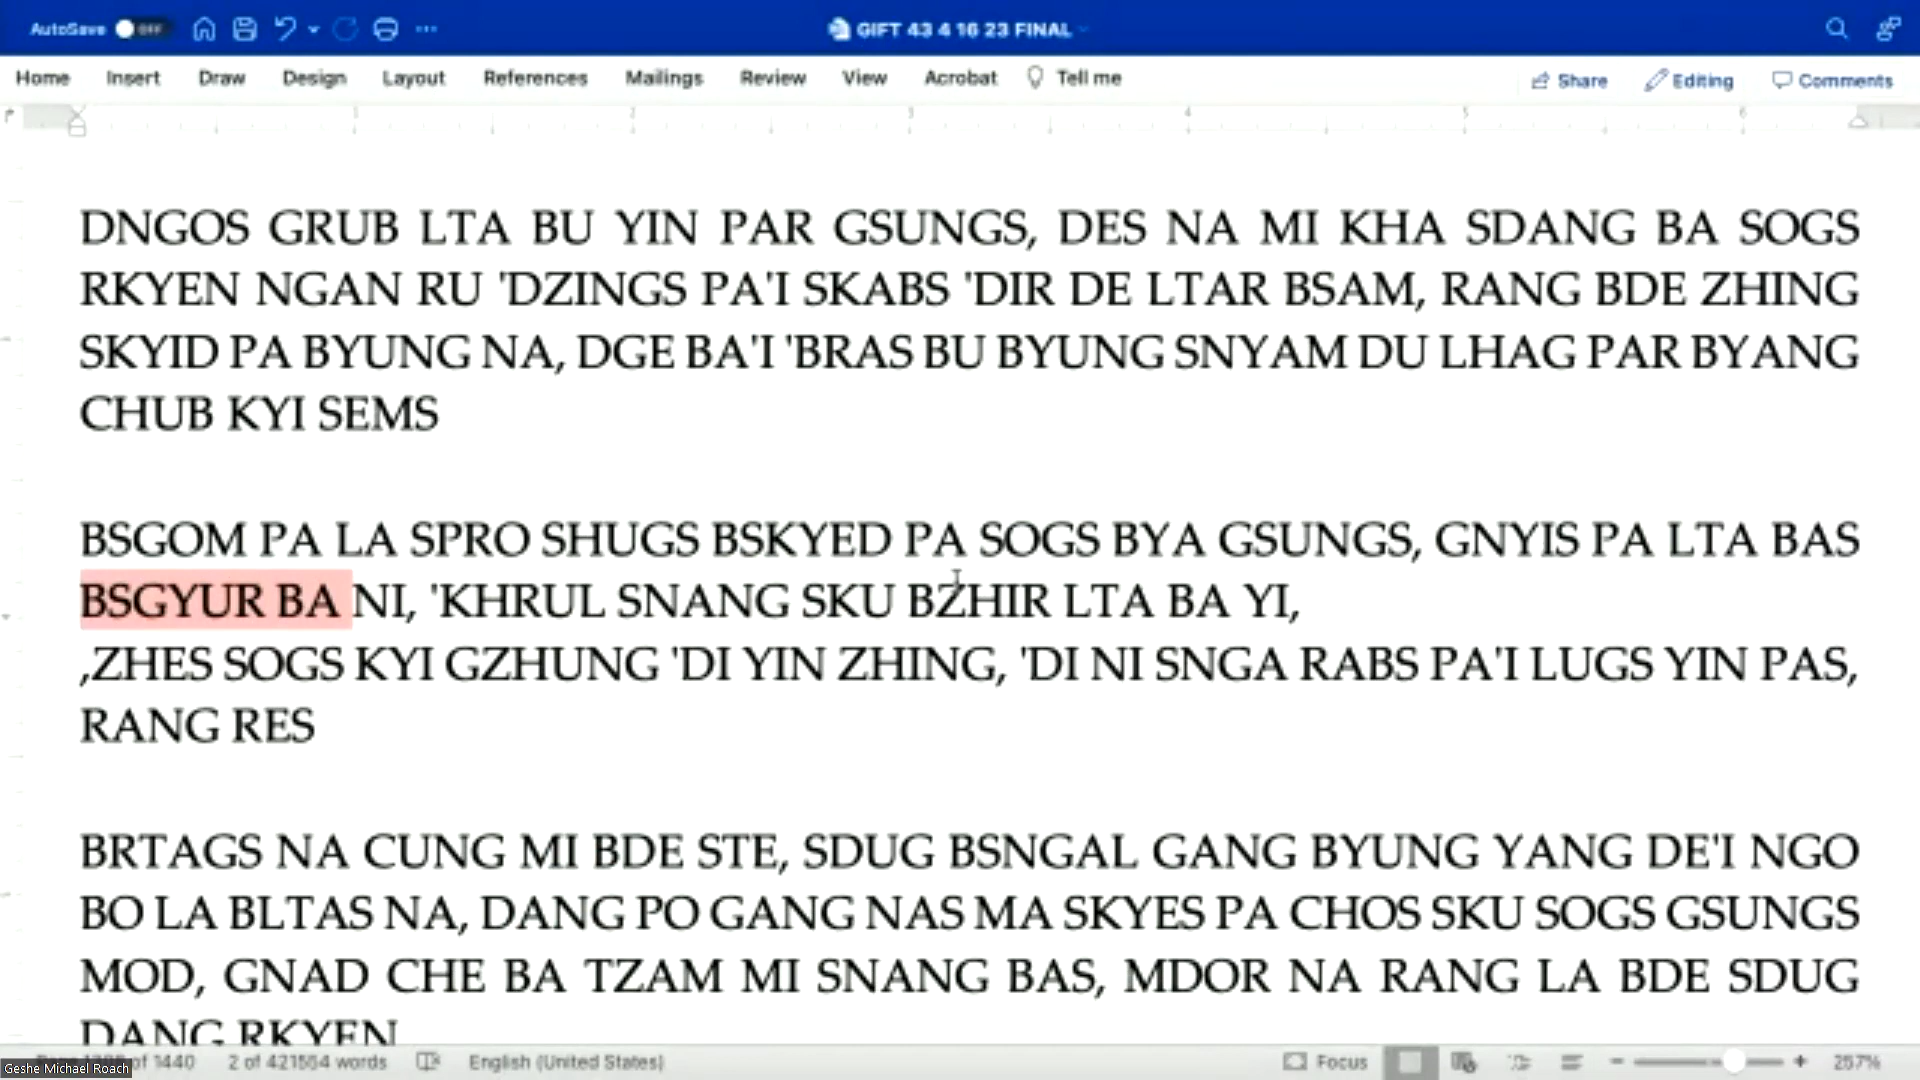 AutoSave OFF GIFT 43 4 16 23 FINAL
Home Insert Draw Design Layout References Mailings Review View Acrobat Tell me Share Editing Comments
1 2 3 4 5 6
DNGOS GRUB LTA BU YIN PAR GSUNGS, DES NA MI KHA SDANG BA SOGS
RKYEN NGAN RU 'DZINGS PA'I SKABS 'DIR DE LTAR BSAM, RANG BDE ZHING
SKYID PA BYUNG NA, DGE BA'I 'BRAS BU BYUNG SNYAM DU LHAG PAR BYANG
CHUB KYI SEMS
BSGOM PA LA SPRO SHUGS BSKYED PA SOGS BYA GSUNGS, GNYIS PA LTA BAS
BSGYUR BA NI, 'KHRUL SNANG SKU BZHIR LTA BA YI,
,ZHES SOGS KYI GZHUNG 'DI YIN ZHING, 'DI NI SNGA RABS PA'I LUGS YIN PAS,
RANG RES
BRTAGS NA CUNG MI BDE STE, SDUG BSNGAL GANG BYUNG YANG DE'I NGO
BO LA BLTAS NA, DANG PO GANG NAS MA SKYES PA CHOS SKU SOGS GSUNGS
MOD, GNAD CHE BA TZAM MI SNANG BAS, MDOR NA RANG LA BDE SDUG
DANG RKYEN
of 1440 2 of 421564 words English (United States) Focus 257%
Geshe Michael Roach